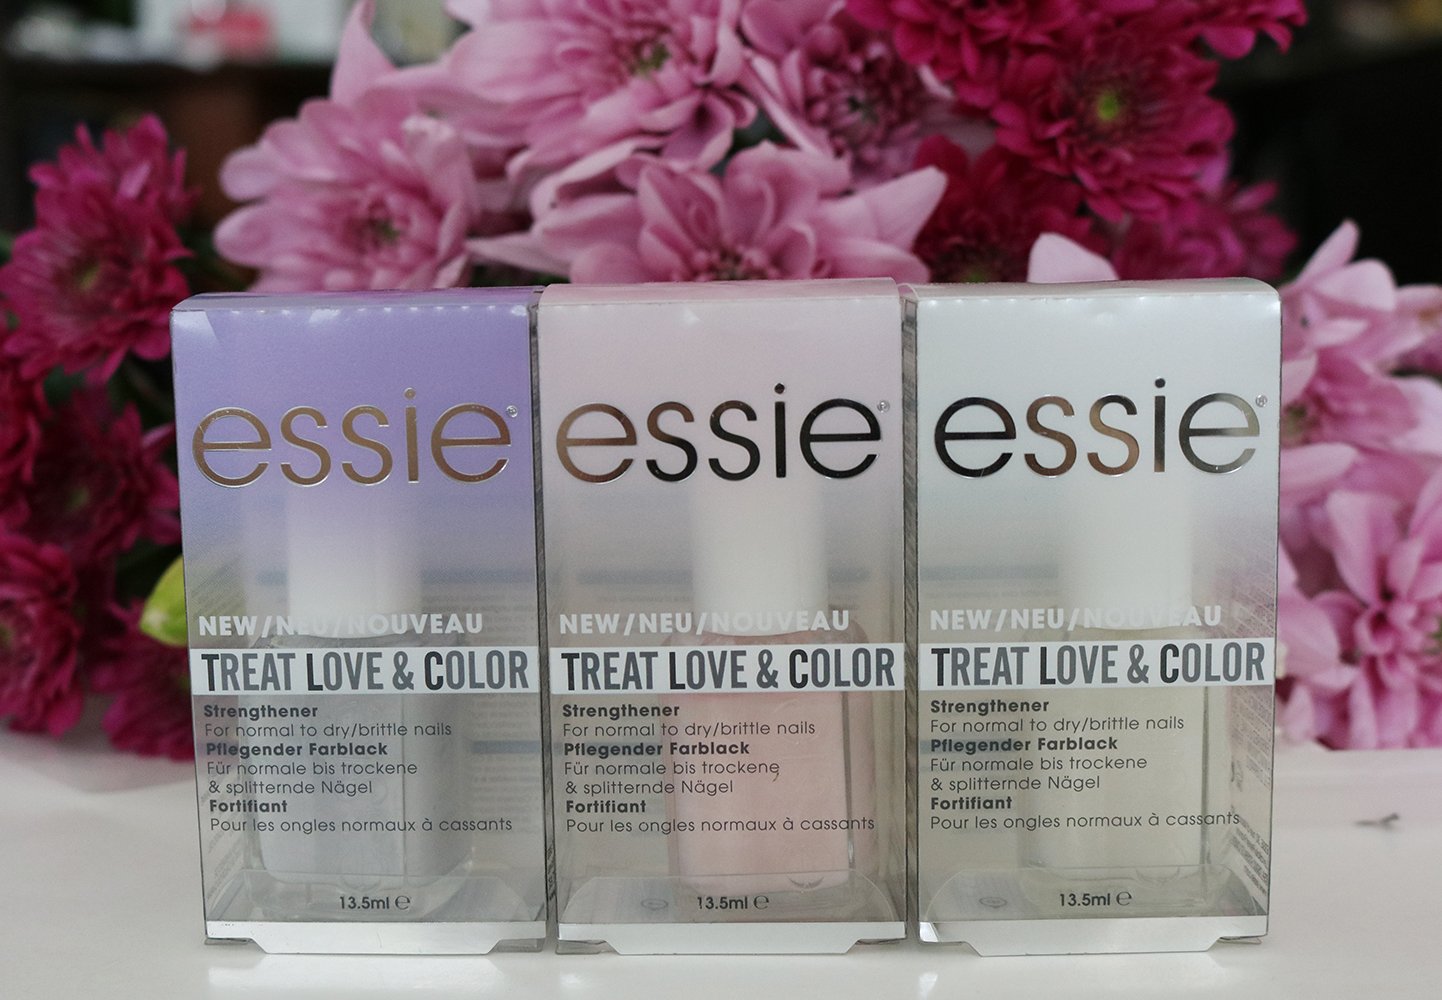 essie®
NEW/NEU/NOUVEAU
TREAT LOVE & COLOR
Strengthener
For normal to dry/brittle nails
Pflegender Farblack
Für normale bis trockene
& splitternde Nägel
Fortifiant
Pour les ongles normaux à cassants
13.5ml ℮
essie®
NEW/NEU/NOUVEAU
TREAT LOVE & COLOR
Strengthener
For normal to dry/brittle nails
Pflegender Farblack
Für normale bis trockene
& splitternde Nägel
Fortifiant
Pour les ongles normaux à cassants
13.5ml ℮
essie®
NEW/NEU/NOUVEAU
TREAT LOVE & COLOR
Strengthener
For normal to dry/brittle nails
Pflegender Farblack
Für normale bis trockene
& splitternde Nägel
Fortifiant
Pour les ongles normaux à cassants
13.5ml ℮